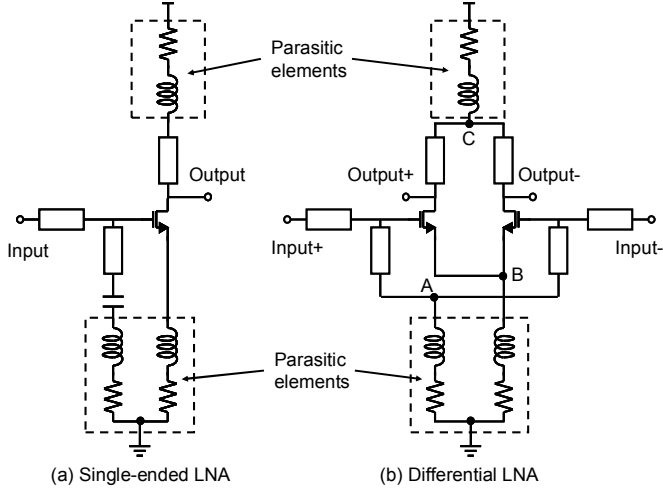 Parasitic
elements
C
Output
Output+
Output-
Input
Input+
Input-
A
B
Parasitic
elements
(a) Single-ended LNA
(b) Differential LNA